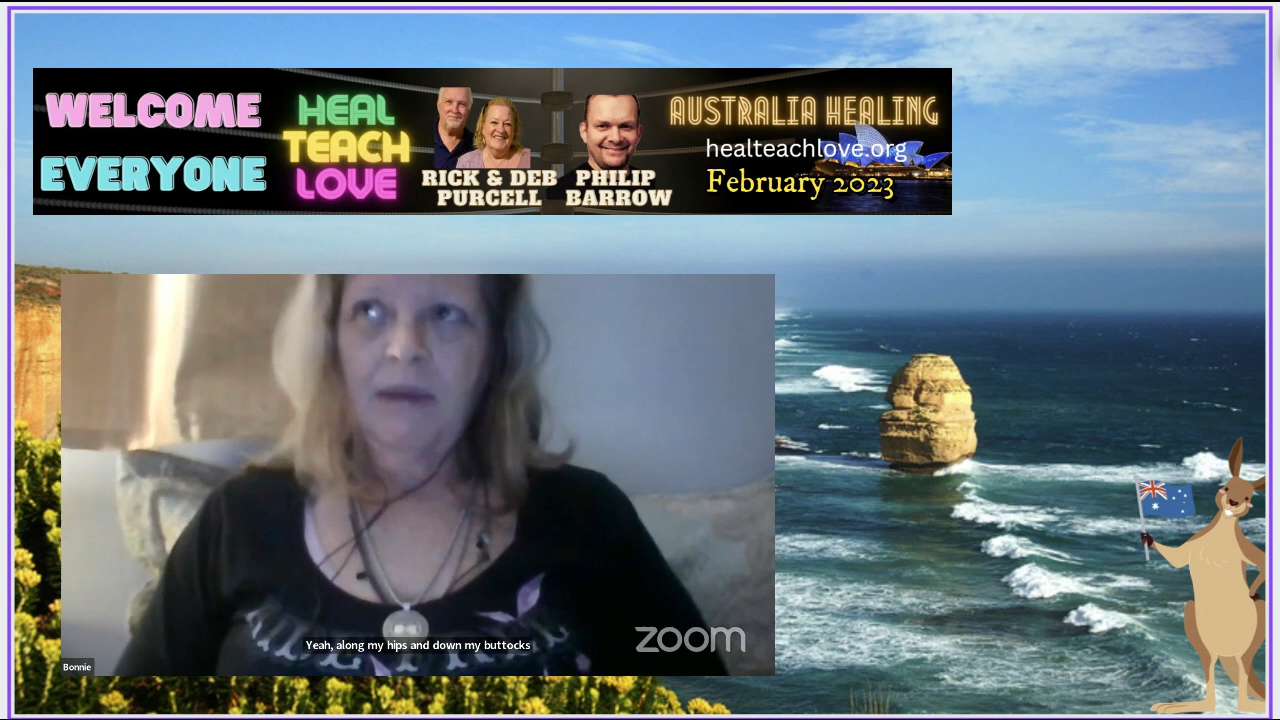 WELCOME
EVERYONE
HEAL
TEACH
LOVE
RICK & DEB
PURCELL
PHILIP
BARROW
AUSTRALIA HEALING
healteachlove.org
February 2023
Yeah, along my hips and down my buttocks
zoom
Bonnie